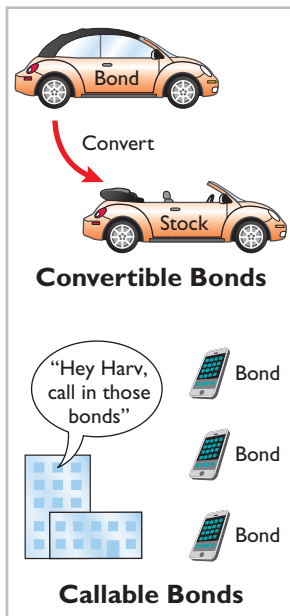 Bond
Convert
Stock
Convertible Bonds
“Hey Harv,
call in those
bonds”
Bond
Bond
Bond
Callable Bonds